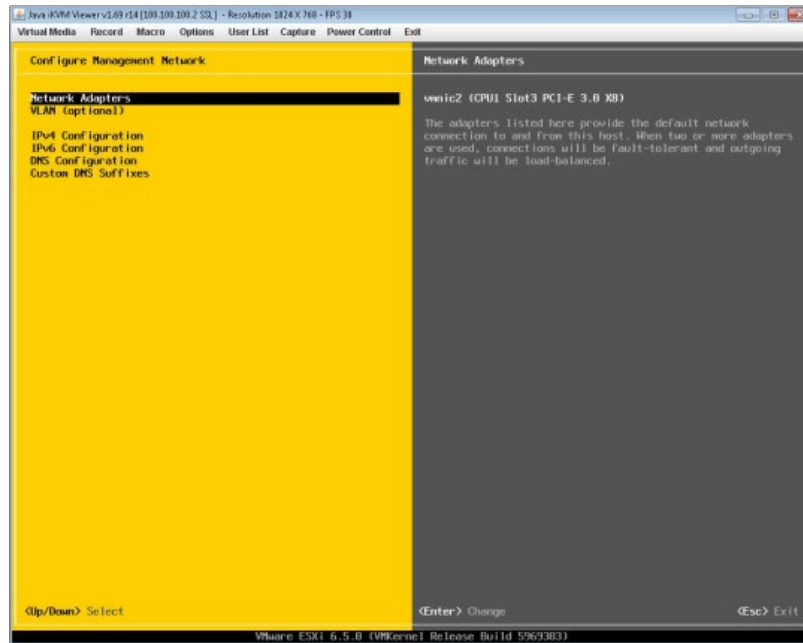 Java iKVM Viewer v1.69 r14 [100.100.100.2 SSL] - Resolution 1024 X 768 - FPS 30
Virtual Media Record Macro Options User List Capture Power Control Exit
Configure Management Network
Network Adapters
VLAN (optional)
IPv4 Configuration
IPv6 Configuration
DNS Configuration
Custom DNS Suffixes
<Up/Down> Select
Network Adapters
vmnic2 (CPU1 Slot3 PCI-E 3.0 X8)
The adapters listed here provide the default network
connection to and from this host. When two or more adapters
are used, connections will be fault-tolerant and outgoing
traffic will be load-balanced.
<Enter> Change
<Esc> Exit
VMware ESXi 6.5.0 (VMKernel Release Build 5969303)